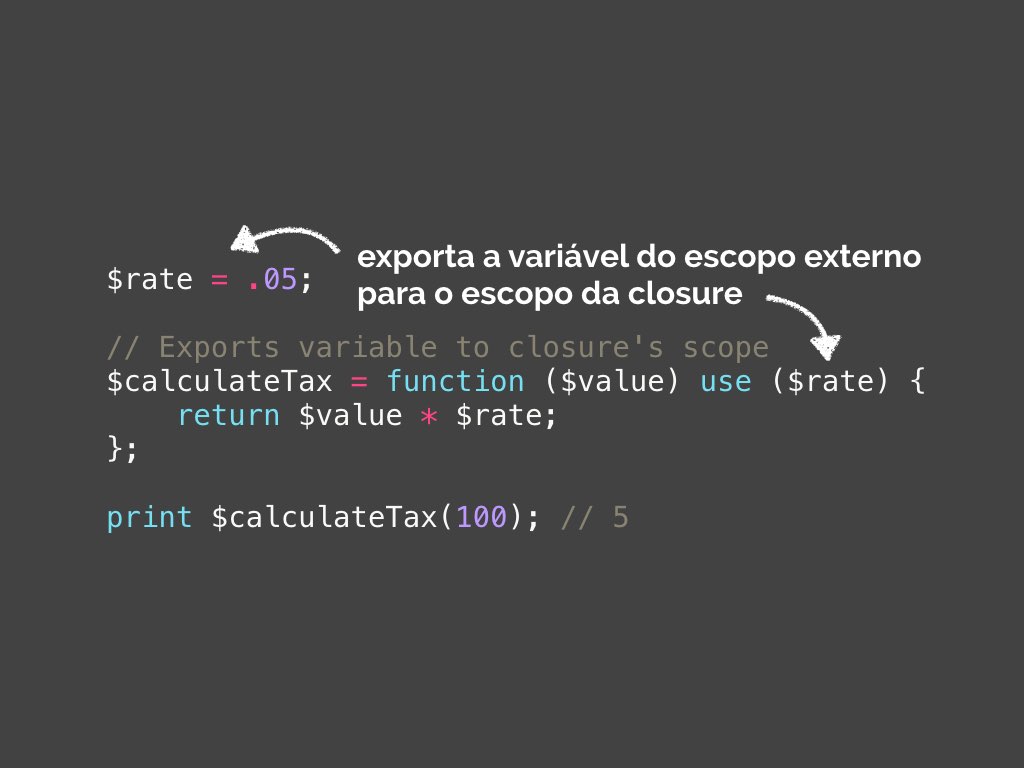 exporta a variável do escopo externo
para o escopo da closure
$rate = .05;
// Exports variable to closure's scope
$calculateTax = function ($value) use ($rate) {
    return $value * $rate;
};
print $calculateTax(100); // 5